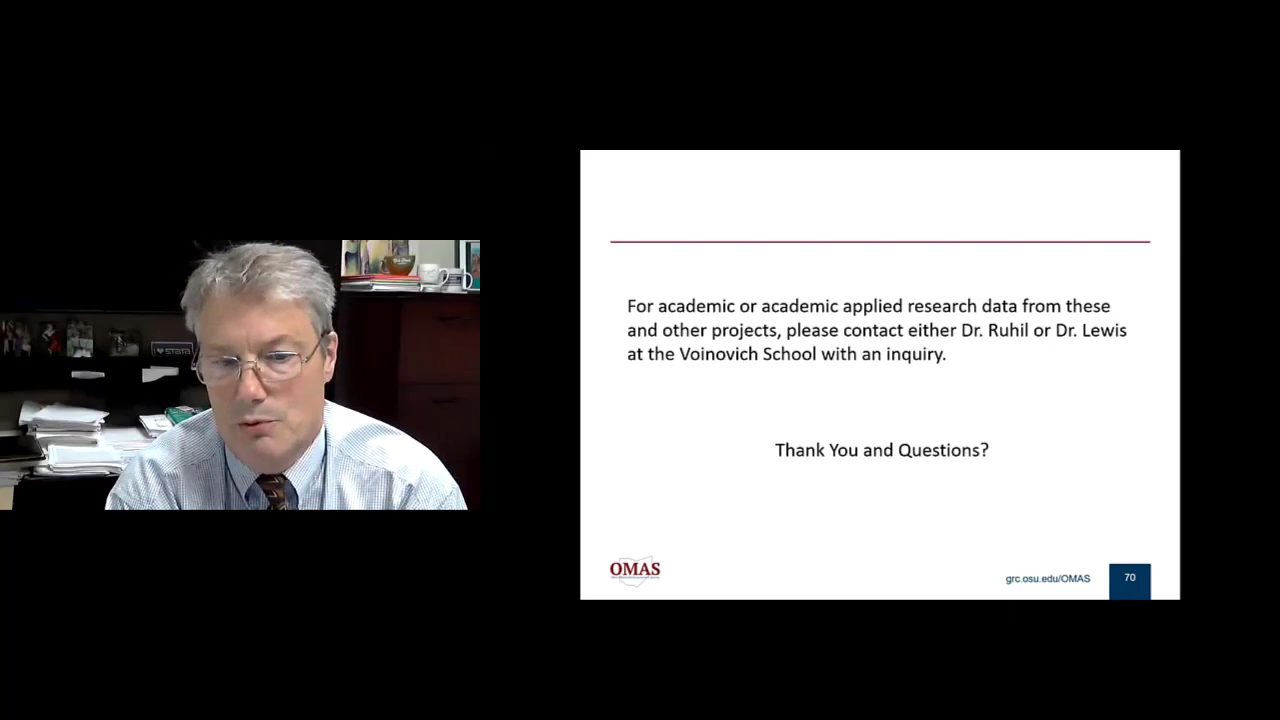 I ♥ STATA
For academic or academic applied research data from these
and other projects, please contact either Dr. Ruhil or Dr. Lewis
at the Voinovich School with an inquiry.
Thank You and Questions?
OMAS
grc.osu.edu/OMAS
70